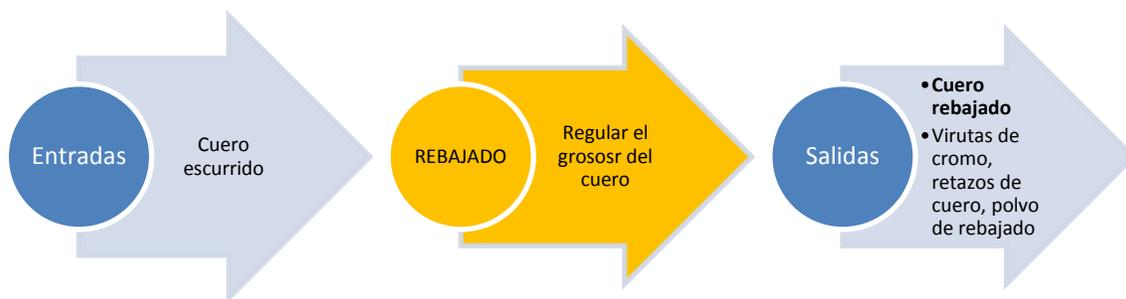 Entradas
Cuero
escurrido
REBAJADO
Regular el
grososr del
cuero
Salidas
•Cuero
rebajado
•Virutas de
cromo,
retazos de
cuero, polvo
de rebajado